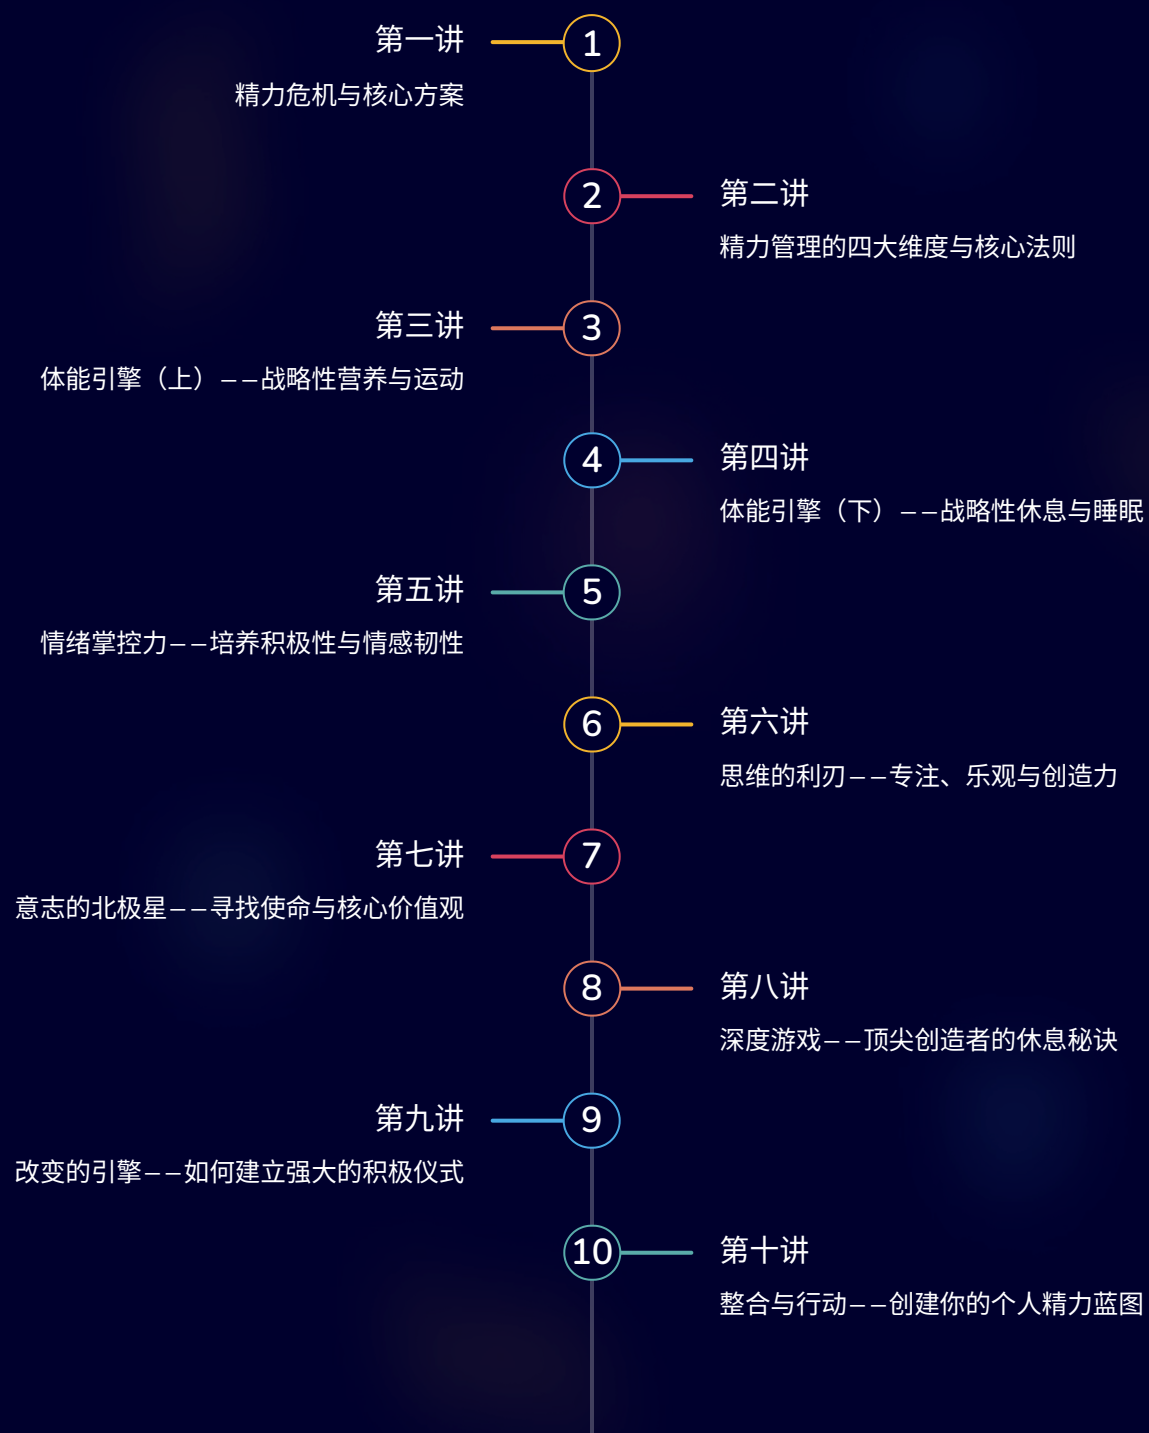 第一讲
1
精力危机与核心方案
2
第二讲
精力管理的四大维度与核心法则
第三讲
3
体能引擎（上）——战略性营养与运动
4
第四讲
体能引擎（下）——战略性休息与睡眠
第五讲
5
情绪掌控力——培养积极性与情感韧性
6
第六讲
思维的利刃——专注、乐观与创造力
第七讲
7
意志的北极星——寻找使命与核心价值观
8
第八讲
深度游戏——顶尖创造者的休息秘诀
第九讲
9
改变的引擎——如何建立强大的积极仪式
10
第十讲
整合与行动——创建你的个人精力蓝图